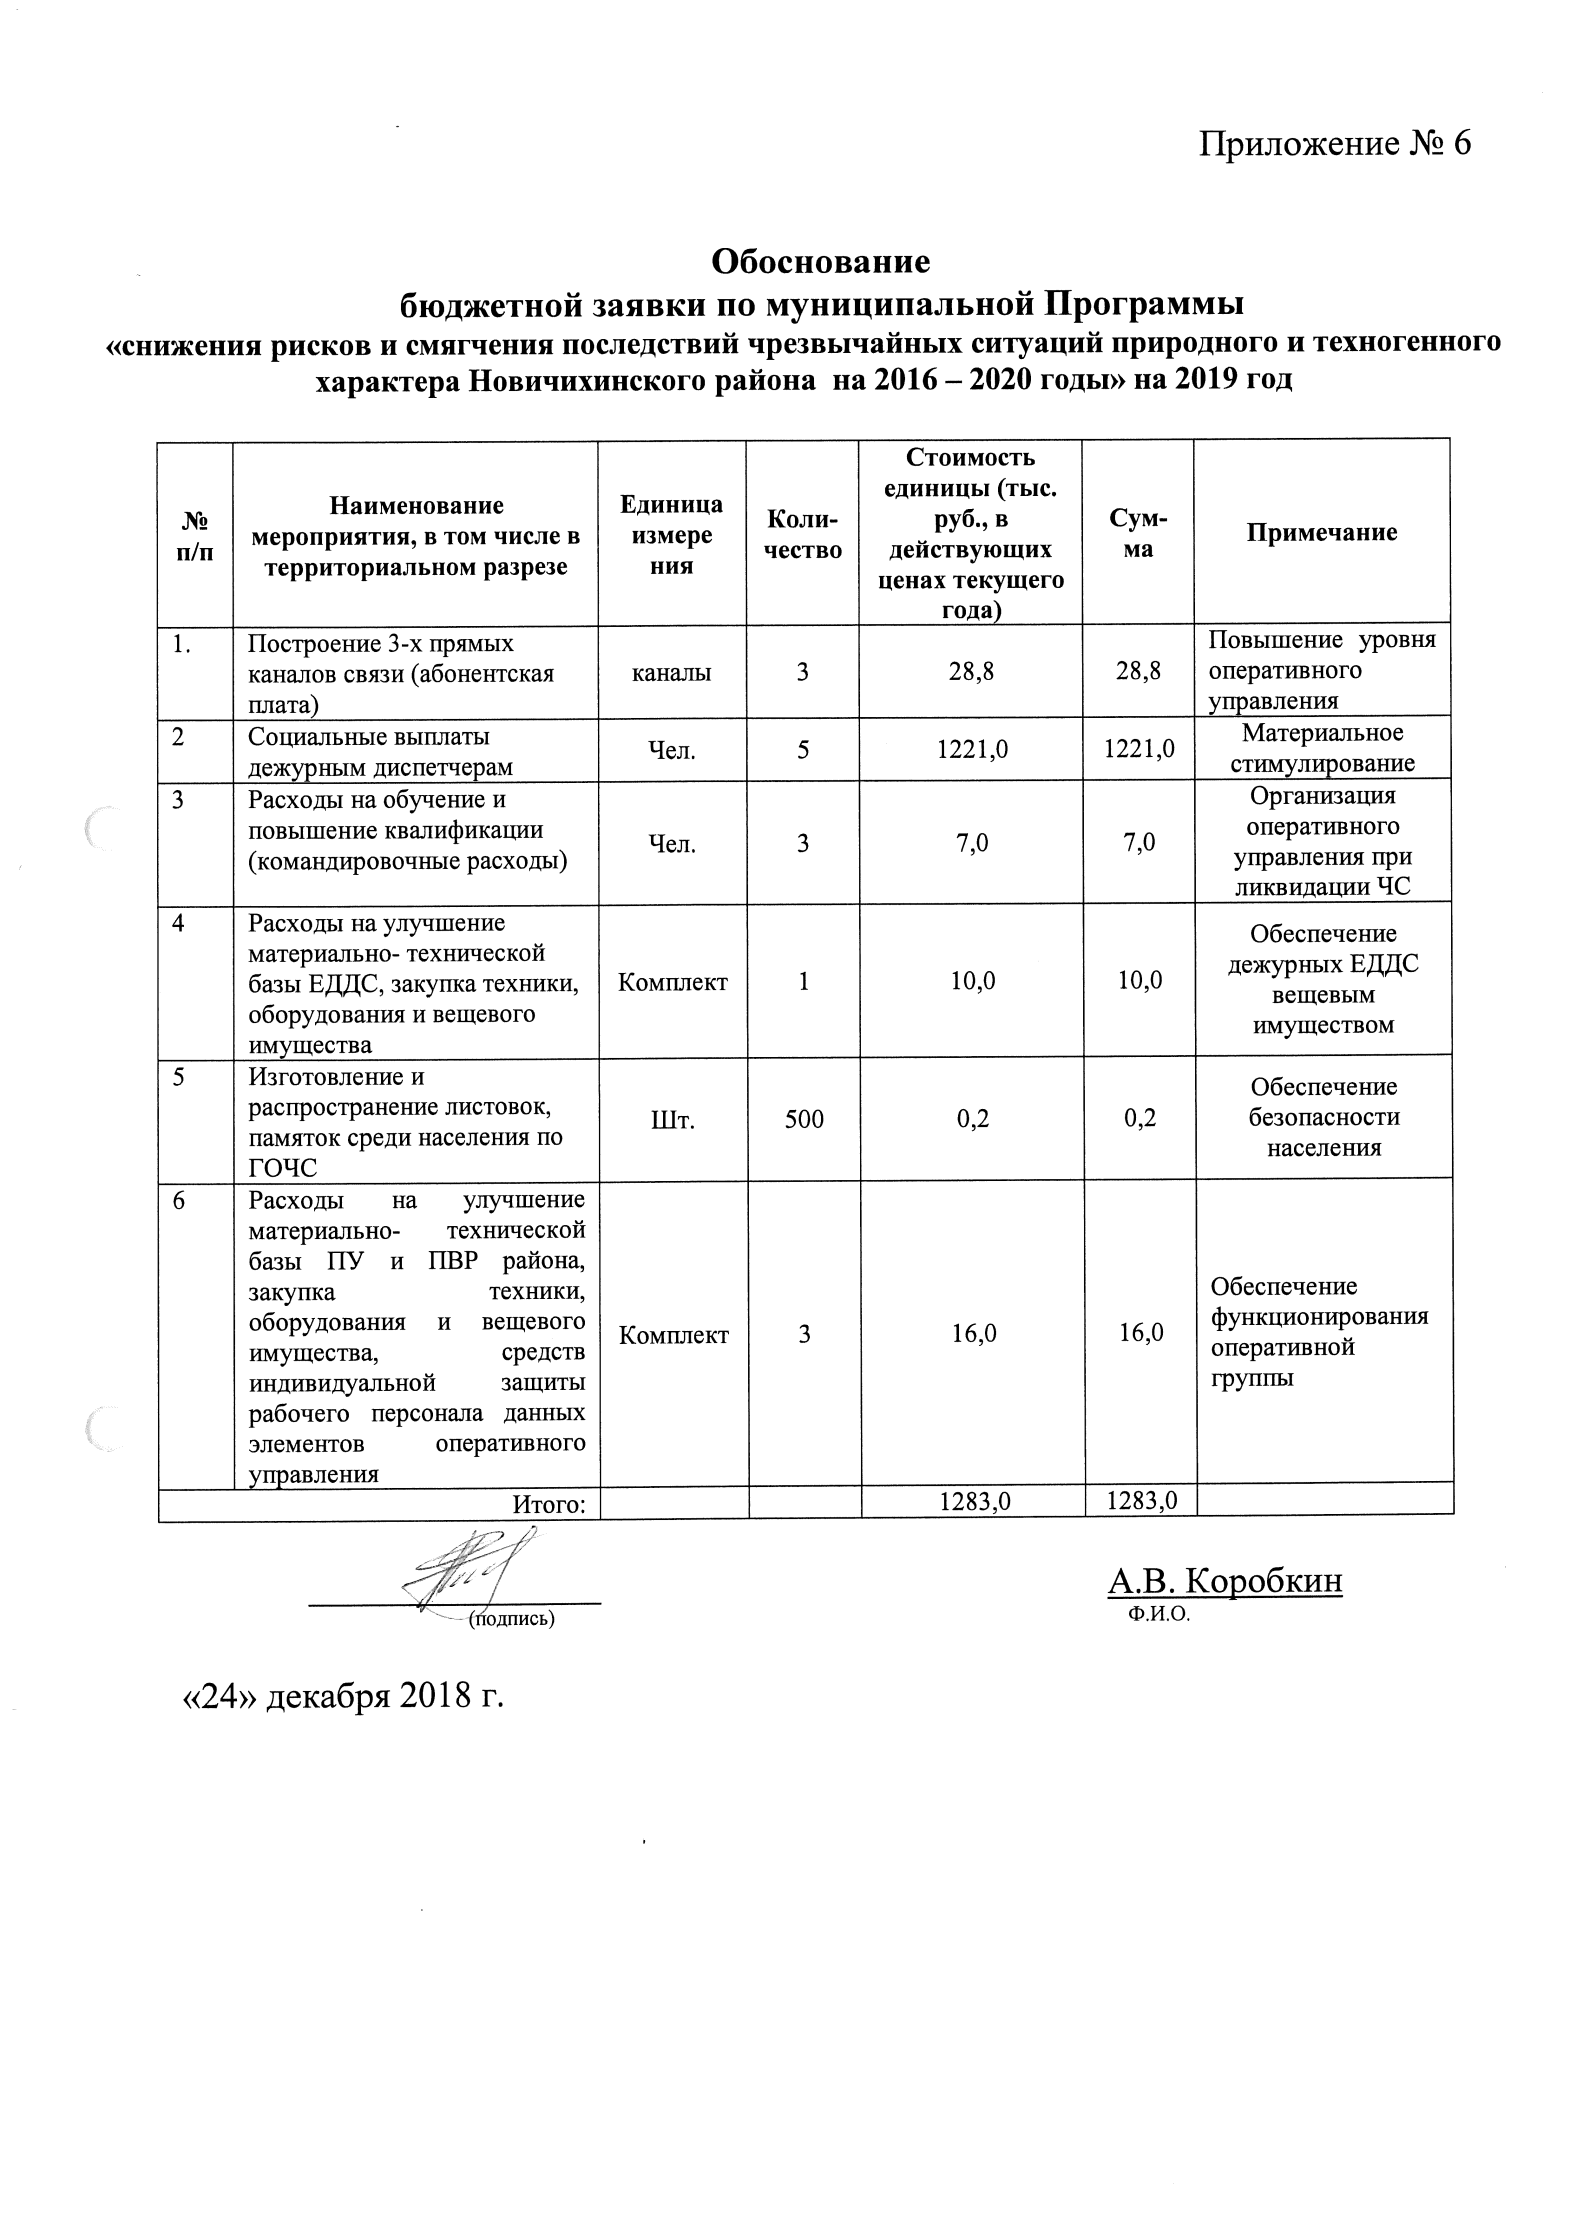 Приложение № 6
Обоснование
бюджетной заявки по муниципальной Программы
«снижения рисков и смягчения последствий чрезвычайных ситуаций природного и техногенного
характера Новичихинского района на 2016 – 2020 годы» на 2019 год
№
п/п
Наименование
мероприятия, в том числе в
территориальном разрезе
Единица
измере
ния
Коли-
чество
Стоимость
единицы (тыс.
руб., в
действующих
ценах текущего
года)
Сум-
ма
Примечание
1.
Построение 3-х прямых
каналов связи (абонентская
плата)
каналы
3
28,8
28,8
Повышение уровня
оперативного
управления
2
Социальные выплаты
дежурным диспетчерам
Чел.
5
1221,0
1221,0
Материальное
стимулирование
3
Расходы на обучение и
повышение квалификации
(командировочные расходы)
Чел.
3
7,0
7,0
Организация
оперативного
управления при
ликвидации ЧС
4
Расходы на улучшение
материально- технической
базы ЕДДС, закупка техники,
оборудования и вещевого
имущества
Комплект
1
10,0
10,0
Обеспечение
дежурных ЕДДС
вещевым
имуществом
5
Изготовление и
распространение листовок,
памяток среди населения по
ГОЧС
Шт.
500
0,2
0,2
Обеспечение
безопасности
населения
6
Расходы на улучшение
материально- технической
базы ПУ и ПВР района,
закупка техники,
оборудования и вещевого
имущества, средств
индивидуальной защиты
рабочего персонала данных
элементов оперативного
управления
Комплект
3
16,0
16,0
Обеспечение
функционирования
оперативной
группы
Итого:
1283,0
1283,0
(подпись)
А.В. Коробкин
Ф.И.О.
«24» декабря 2018 г.